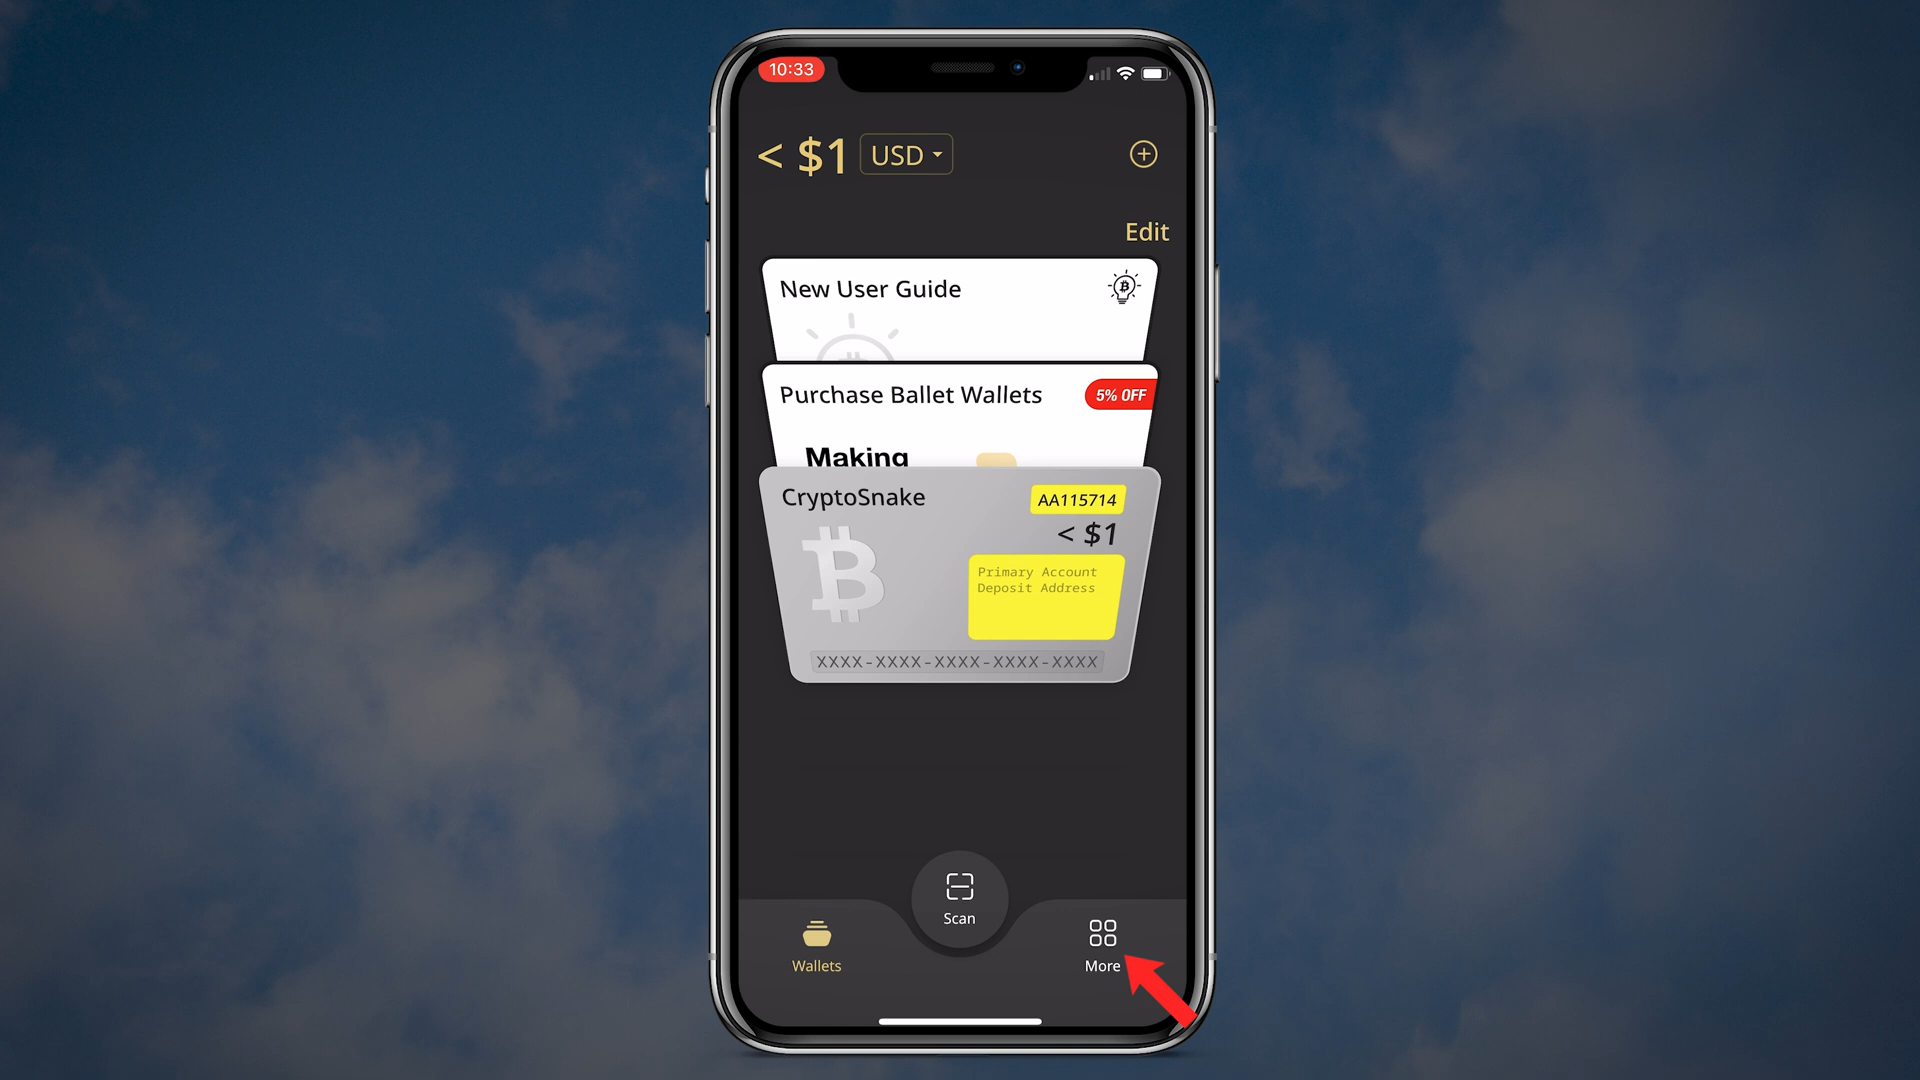 10:33
< $1 USD
Edit
New User Guide
Purchase Ballet Wallets 5% OFF
Making
CryptoSnake AA115714
< $1
Primary Account
Deposit Address
XXXX-XXXX-XXXX-XXXX-XXXX
Scan
Wallets
More